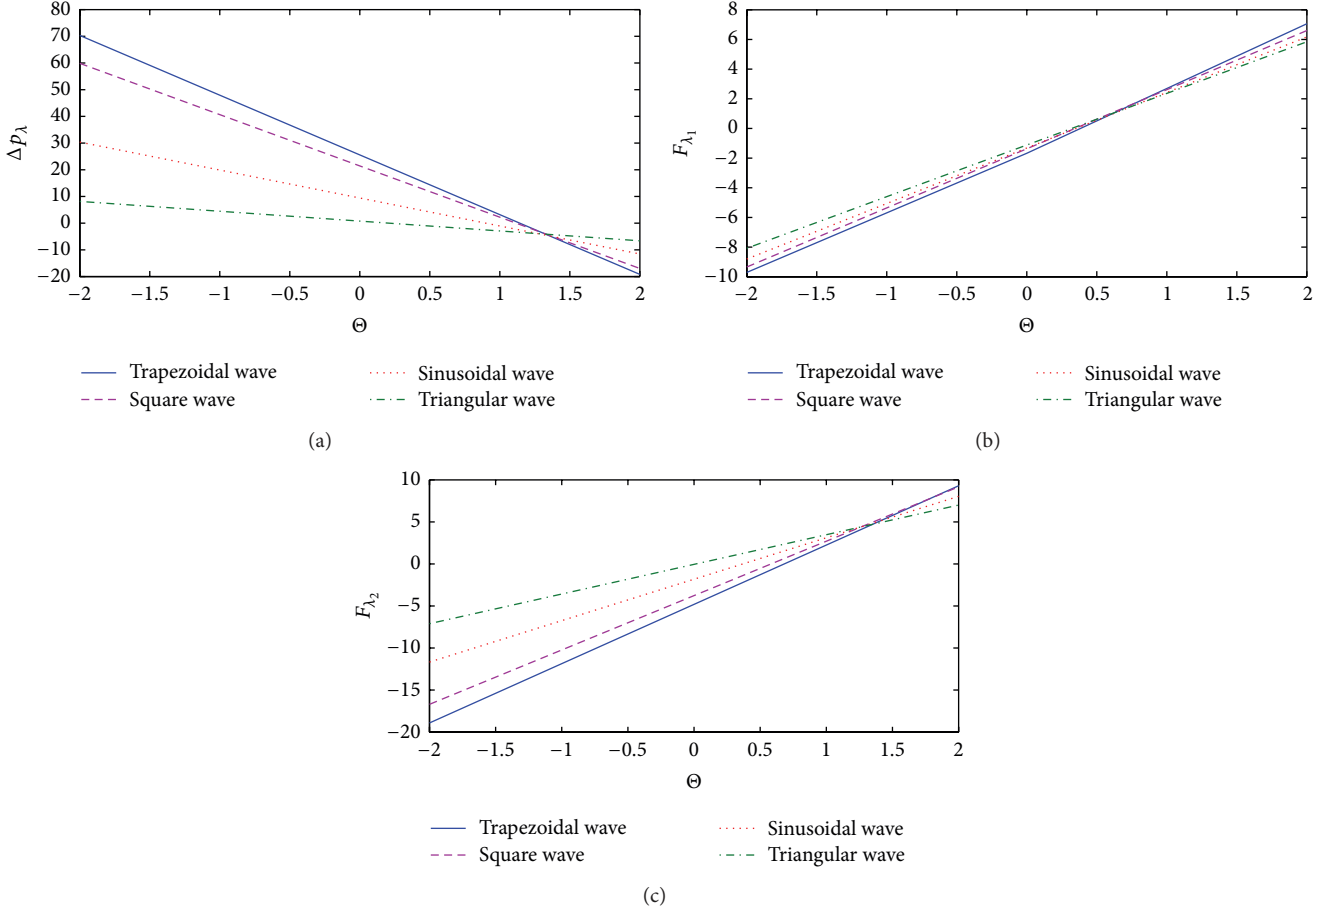 80
70
60
50
40
30
20
10
0
−10
−20
Δp_λ
−2 −1.5 −1 −0.5 0 0.5 1 1.5 2
Θ
Trapezoidal wave
Square wave
Sinusoidal wave
Triangular wave
(a)
8
6
4
2
0
−2
−4
−6
−8
−10
F_λ₁
−2 −1.5 −1 −0.5 0 0.5 1 1.5 2
Θ
Trapezoidal wave
Square wave
Sinusoidal wave
Triangular wave
(b)
10
5
0
−5
−10
−15
−20
F_λ₂
−2 −1.5 −1 −0.5 0 0.5 1 1.5 2
Θ
Trapezoidal wave
Square wave
Sinusoidal wave
Triangular wave
(c)